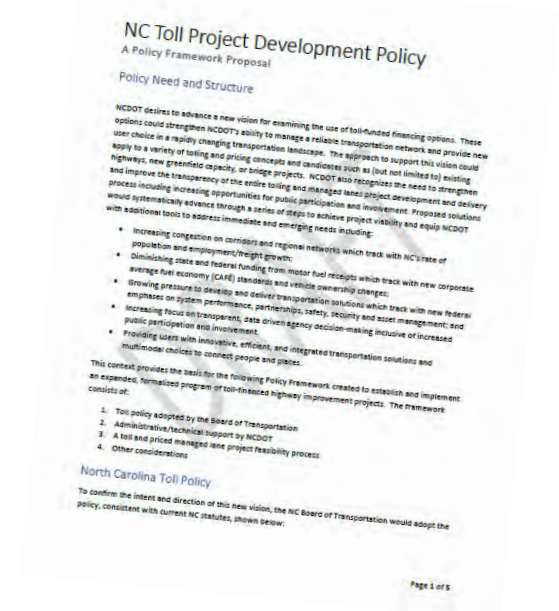 NC Toll Project Development Policy
A Policy Framework Proposal
Policy Need and Structure
NCDOT desires to advance a new vision for examining the use of toll-funded financing options. These
options could strengthen NCDOT's ability to manage a reliable transportation network and provide new
user choice in a rapidly changing transportation landscape. The approach to support this vision could
apply to a variety of tolling and pricing concepts and candidates such as (but not limited to) existing
highways, new greenfield capacity, or bridge projects. NCDOT also recognizes the need to strengthen
and improve the transparency of the entire tolling and managed lanes project development and delivery
process including increasing opportunities for public participation and involvement. Proposed solutions
would systematically advance through a series of steps to achieve project viability and equip NCDOT
with additional tools to address immediate and emerging needs including:
• Increasing congestion on corridors and regional networks which track with NC's rate of
population and employment/freight growth;
• Diminishing state and federal funding from motor fuel receipts which track with new corporate
average fuel economy (CAFÉ) standards and vehicle ownership changes;
• Growing pressure to develop and deliver transportation solutions which track with new federal
emphases on system performance, partnerships, safety, security and asset management; and
• Increasing focus on transparent, data driven agency decision-making inclusive of increased
public participation and involvement.
• Providing users with innovative, efficient, and integrated transportation solutions and
multimodal choices to connect people and places.
This context provides the basis for the following Policy Framework created to establish and implement
an expanded, formalized program of toll-financed highway improvement projects. The framework
consists of:
1. Toll policy adopted by the Board of Transportation
2. Administrative/technical support by NCDOT
3. A toll and priced managed lane project feasibility process
4. Other considerations
North Carolina Toll Policy
To confirm the intent and direction of this new vision, the NC Board of Transportation would adopt the
policy, consistent with current NC statutes, shown below:
Page 1 of 5
DRAFT